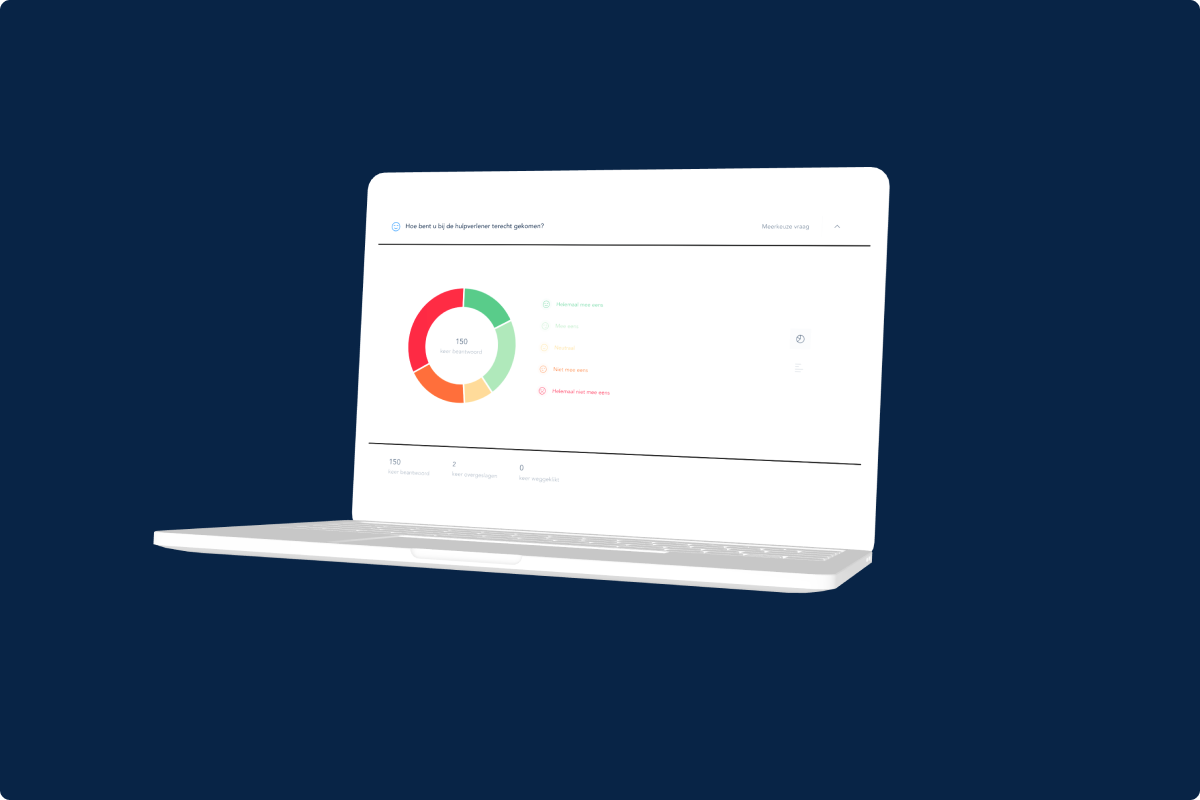 Hoe bent u bij de hulpverlener terecht gekomen?
Meerkeuze vraag
150
keer beantwoord
Helemaal mee eens
Mee eens
Neutraal
Niet mee eens
Helemaal niet mee eens
150
keer beantwoord
2
keer overgeslagen
0
keer weggeklikt